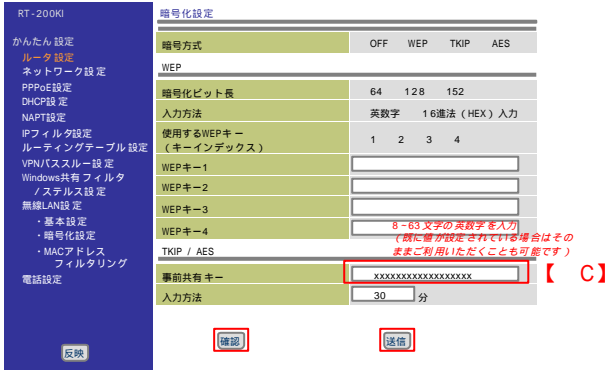 RT-200KI
かんたん設定
ルータ設定
ネットワーク設定
PPPoE設定
DHCP設定
NAPT設定
IPフィルタ設定
ルーティングテーブル設定
VPNパススルー設定
Windows共有フィルタ
/ステルス設定
無線LAN設定
・基本設定
・暗号化設定
・MACアドレス
フィルタリング
電話設定
反映
暗号化設定
暗号方式 OFF WEP TKIP AES
WEP
暗号化ビット長 64 128 152
入力方法 英数字 16進法(HEX)入力
使用するWEPキー
(キーインデックス) 1 2 3 4
WEPキー1
WEPキー2
WEPキー3
WEPキー4
8-63文字の英数字を入力
(既に値が設定されている場合はその
ままご利用いただくことも可能です)
TKIP / AES
事前共有キー xxxxxxxxxxxxxxxxxx 【 C】
入力方法 30 分
確認 送信